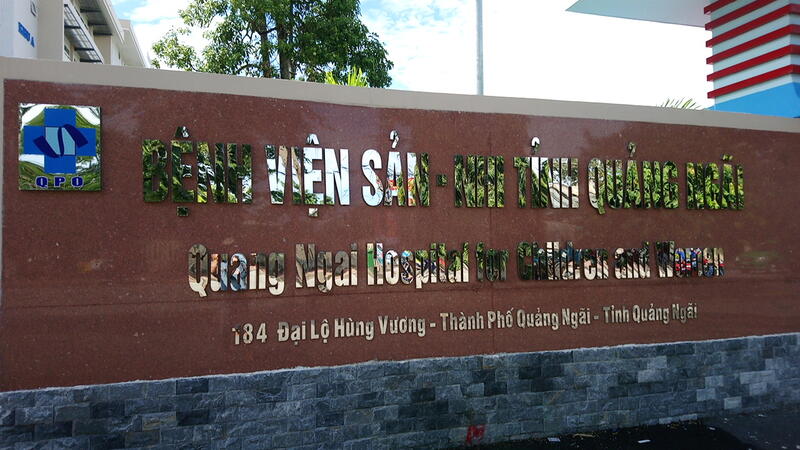 BỆNH VIỆN SẢN - NHI TỈNH QUẢNG NGÃI
Quang Ngai Hospital for Children and Women
184 Đại Lộ Hùng Vương - Thành Phố Quảng Ngãi - Tỉnh Quảng Ngãi